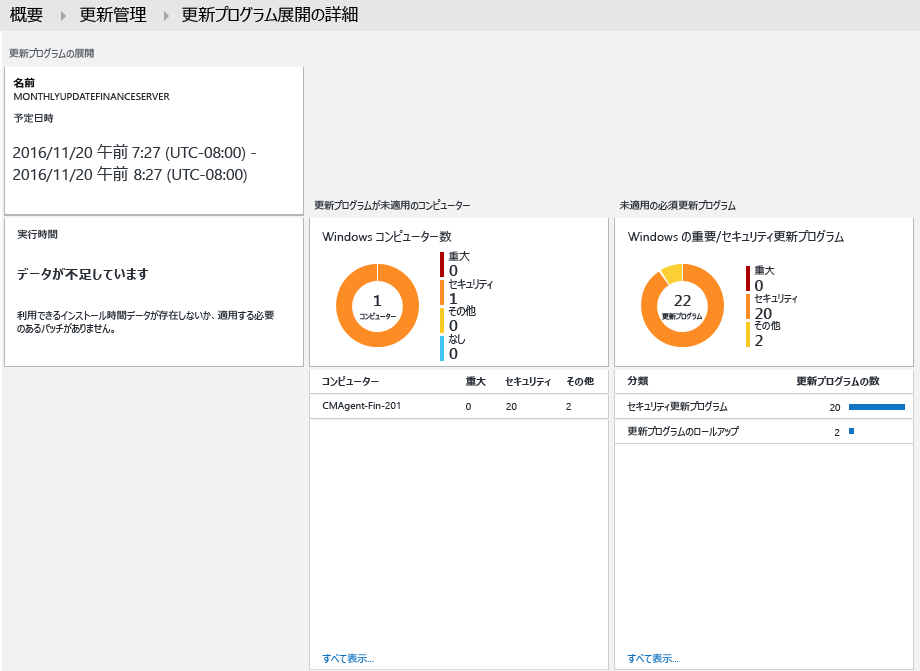 概要 更新管理 更新プログラム展開の詳細
更新プログラムの展開
名前
MONTHLYUPDATEFINANCESERVER
予定日時
2016/11/20 午前 7:27 (UTC-08:00) -
2016/11/20 午前 8:27 (UTC-08:00)
実行時間
データが不足しています
利用できるインストール時間データが存在しないか、適用する必要
のあるパッチがありません。
更新プログラムが未適用のコンピューター
Windows コンピューター数
1
コンピューター
重大
0
セキュリティ
1
その他
0
なし
0
コンピューター 重大 セキュリティ その他
CMAgent-Fin-201 0 20 2
すべて表示...
未適用の必須更新プログラム
Windows の重要/セキュリティ更新プログラム
22
更新プログラム
重大
0
セキュリティ
20
その他
2
分類 更新プログラムの数
セキュリティ更新プログラム 20
更新プログラムのロールアップ 2
すべて表示...